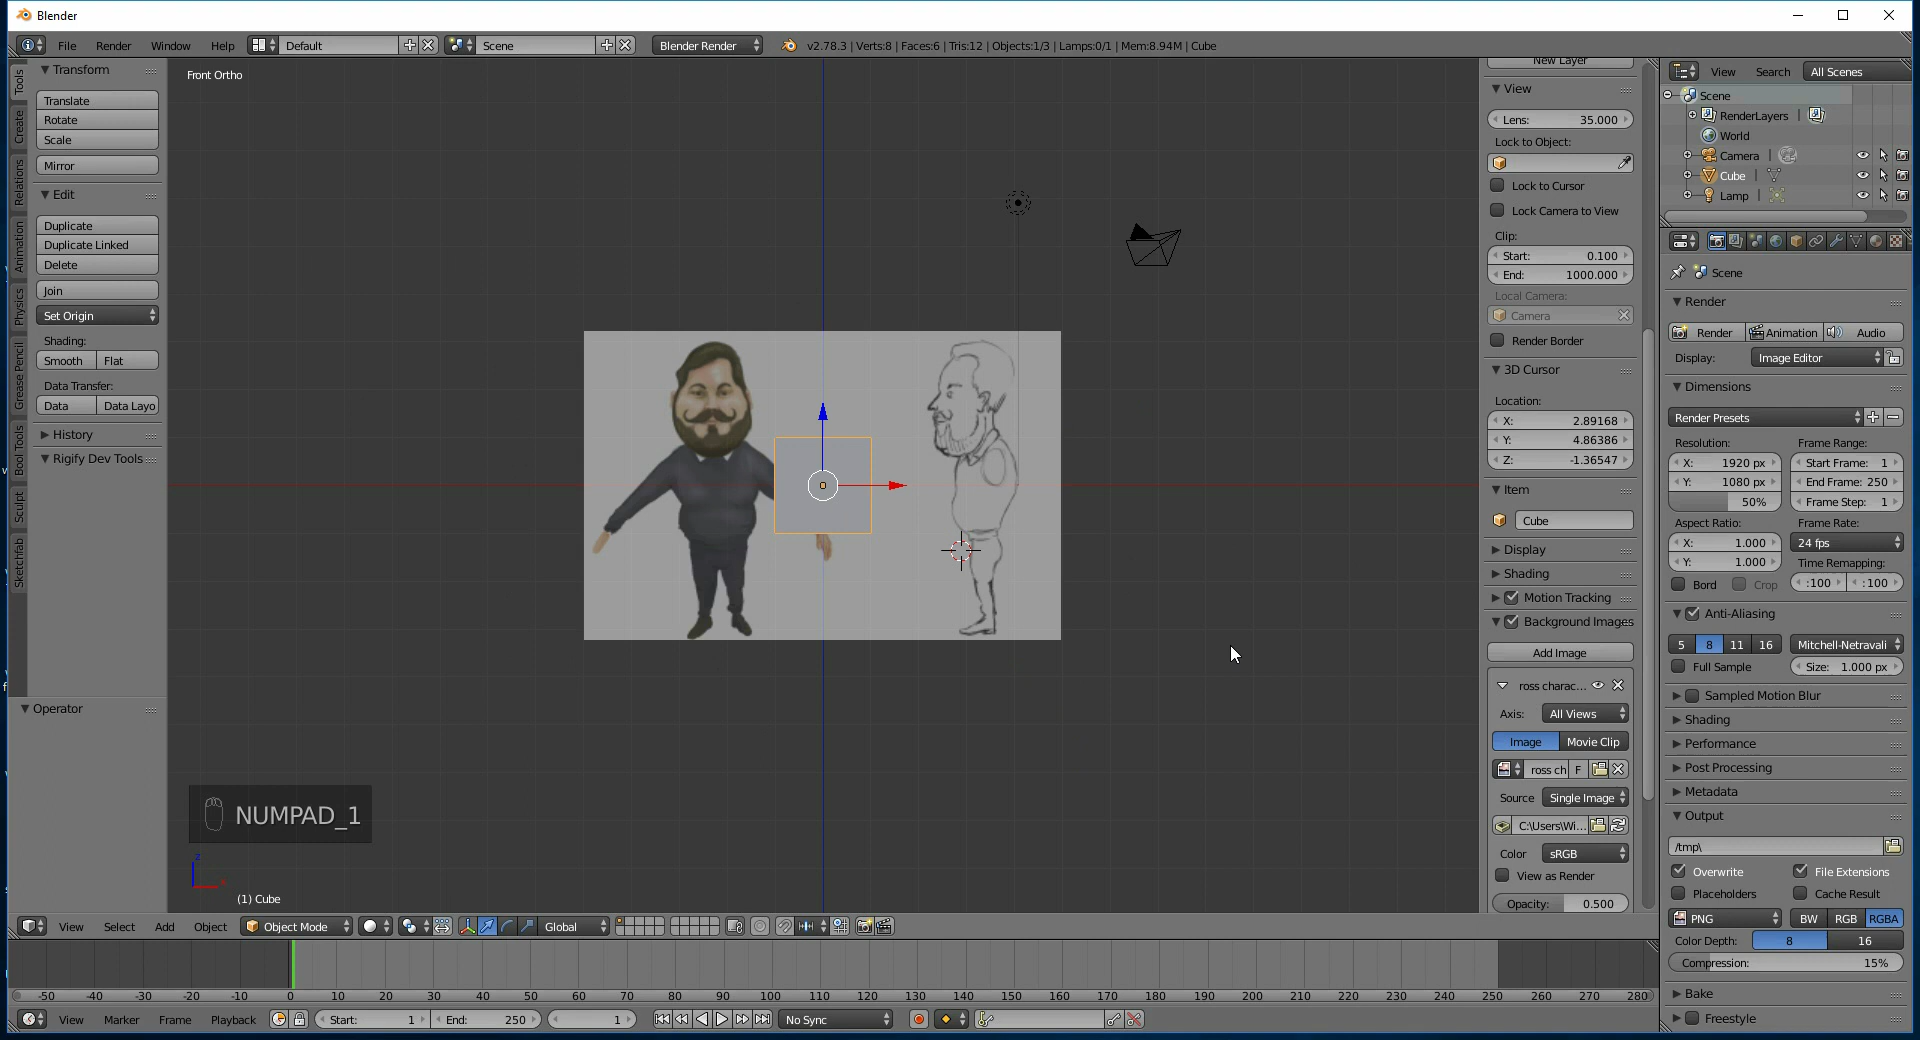 Blender
File Render Window Help Default Scene Blender Render v2.78.3 | Verts:8 | Faces:6 | Tris:12 | Objects:1/3 | Lamps:0/1 | Mem:8.94M | Cube
Tools
Create
Relations
Animation
Physics
Grease Pencil
Bool Tools
Sculpt
Sketchfab
Transform
Translate
Rotate
Scale
Mirror
Edit
Duplicate
Duplicate Linked
Delete
Join
Set Origin
Shading:
Smooth Flat
Data Transfer:
Data Data Layo
History
Rigify Dev Tools
Operator
Front Ortho
NUMPAD_1
z
(1) Cube
New Layer
View
Lens: 35.000
Lock to Object:
Lock to Cursor
Lock Camera to View
Clip:
Start: 0.100
End: 1000.000
Local Camera:
Camera
Render Border
3D Cursor
Location:
X: 2.89168
Y: 4.86386
Z: -1.36547
Item
Cube
Display
Shading
Motion Tracking
Background Images
Add Image
ross charac...
Axis: All Views
Image Movie Clip
ross ch F
Source Single Image
C:\Users\Wi...
Color sRGB
View as Render
Opacity: 0.500
View Search All Scenes
Scene
RenderLayers
World
Camera
Cube
Lamp
Scene
Render
Render Animation Audio
Display: Image Editor
Dimensions
Render Presets
Resolution: Frame Range:
X: 1920 px Start Frame: 1
Y: 1080 px End Frame: 250
50% Frame Step: 1
Aspect Ratio: Frame Rate:
X: 1.000 24 fps
Y: 1.000 Time Remapping:
Bord Crop :100 :100
Anti-Aliasing
5 8 11 16 Mitchell-Netravali
Full Sample Size: 1.000 px
Sampled Motion Blur
Shading
Performance
Post Processing
Metadata
Output
/tmp\
Overwrite File Extensions
Placeholders Cache Result
PNG BW RGB RGBA
Color Depth: 8 16
Compression: 15%
Bake
Freestyle
View Select Add Object Object Mode Global
-50 -40 -30 -20 -10 0 10 20 30 40 50 60 70 80 90 100 110 120 130 140 150 160 170 180 190 200 210 220 230 240 250 260 270 280
View Marker Frame Playback Start: 1 End: 250 1 No Sync